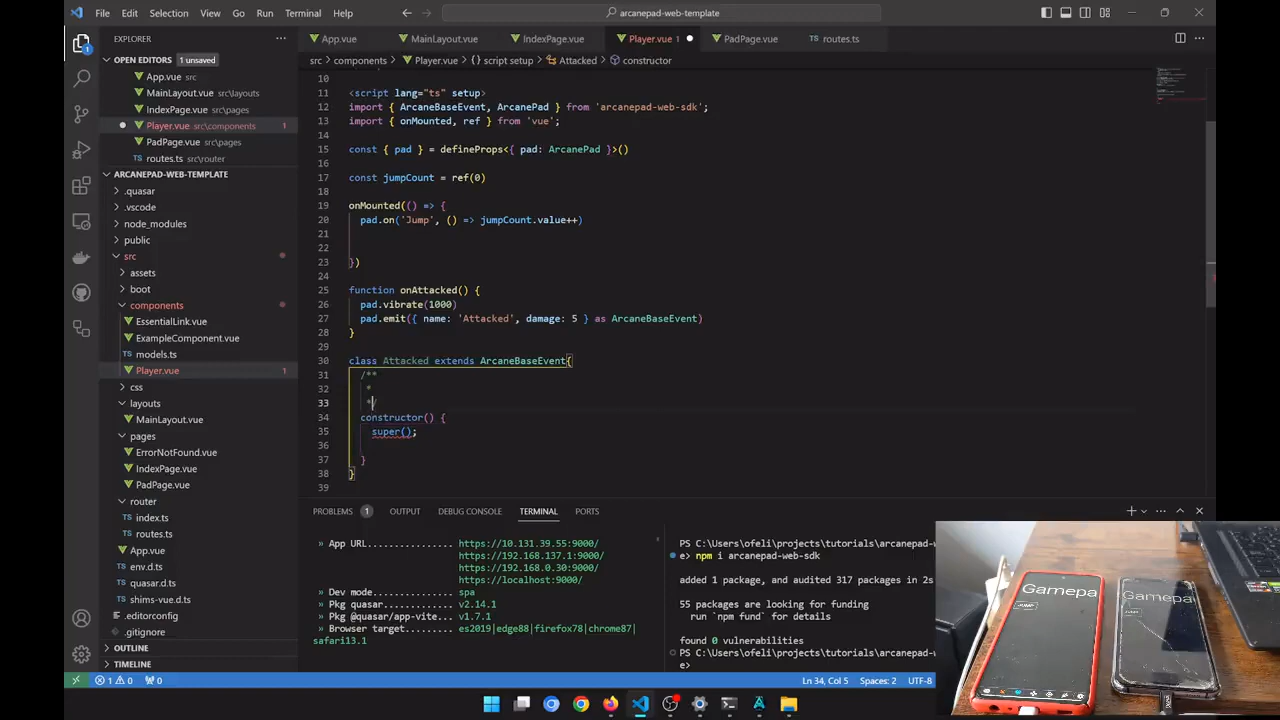 File Edit Selection View Go Run Terminal Help
arcanepad-web-template
EXPLORER
App.vue
MainLayout.vue
IndexPage.vue
Player.vue 1
PadPage.vue
routes.ts
src > components > Player.vue > {} script setup > Attacked > constructor
OPEN EDITORS 1 unsaved
App.vue src
MainLayout.vue src\layouts
IndexPage.vue src\pages
Player.vue src\components 1
PadPage.vue src\pages
routes.ts src\router
ARCANEPAD-WEB-TEMPLATE
.quasar
.vscode
node_modules
public
src
assets
boot
components
EssentialLink.vue
ExampleComponent.vue
models.ts
Player.vue 1
css
layouts
MainLayout.vue
pages
ErrorNotFound.vue
IndexPage.vue
PadPage.vue
router
index.ts
routes.ts
App.vue
env.d.ts
quasar.d.ts
shims-vue.d.ts
.editorconfig
.gitignore
OUTLINE
TIMELINE
10
11 <script lang="ts" setup>
12 import { ArcaneBaseEvent, ArcanePad } from 'arcanepad-web-sdk';
13 import { onMounted, ref } from 'vue';
14
15 const { pad } = defineProps<{ pad: ArcanePad }>()
16
17 const jumpCount = ref(0)
18
19 onMounted(() => {
20 pad.on('Jump', () => jumpCount.value++)
21
22
23 })
24
25 function onAttacked() {
26 pad.vibrate(1000)
27 pad.emit({ name: 'Attacked', damage: 5 } as ArcaneBaseEvent)
28 }
29
30 class Attacked extends ArcaneBaseEvent{
31 /**
32 *
33 */
34 constructor() {
35 super();
36
37 }
38 }
39
PROBLEMS 1 OUTPUT DEBUG CONSOLE TERMINAL PORTS
» App URL............... https://10.131.39.55:9000/
https://192.168.137.1:9000/
https://192.168.0.30:9000/
https://localhost:9000/
» Dev mode.............. spa
» Pkg quasar............ v2.14.1
» Pkg @quasar/app-vite.. v1.7.1
» Browser target........ es2019|edge88|firefox78|chrome87|
safari13.1
PS C:\Users\ofeli\projects\tutorials\arcanepad-w
e> npm i arcanepad-web-sdk
added 1 package, and audited 317 packages in 2s
55 packages are looking for funding
run `npm fund` for details
found 0 vulnerabilities
PS C:\Users\ofeli\projects\tutorials\arcanepad-w
e>
Gamepa
JUMP
Gamepa
1 0 0 Ln 34, Col 5 Spaces: 2 UTF-8